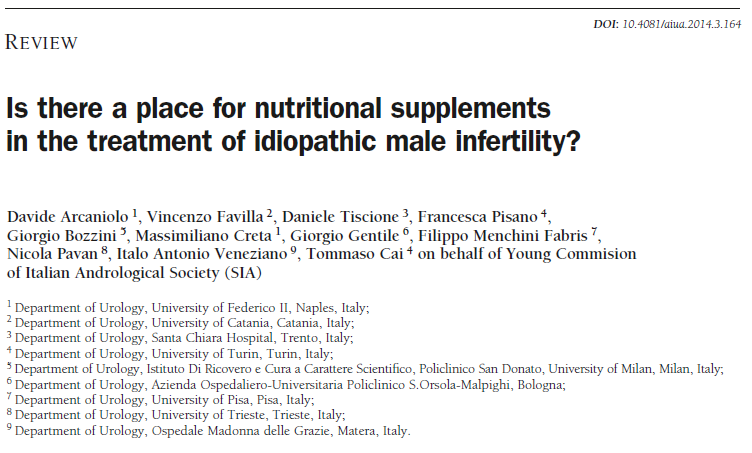 DOI: 10.4081/aiua.2014.3.164
REVIEW
Is there a place for nutritional supplements
in the treatment of idiopathic male infertility?
Davide Arcaniolo 1, Vincenzo Favilla 2, Daniele Tiscione 3, Francesca Pisano 4,
Giorgio Bozzini 5, Massimiliano Creta 1, Giorgio Gentile 6, Filippo Menchini Fabris 7,
Nicola Pavan 8, Italo Antonio Veneziano 9, Tommaso Cai 4 on behalf of Young Commision
of Italian Andrological Society (SIA)
1 Department of Urology, University of Federico II, Naples, Italy;
2 Department of Urology, University of Catania, Catania, Italy;
3 Department of Urology, Santa Chiara Hospital, Trento, Italy;
4 Department of Urology, University of Turin, Turin, Italy;
5 Department of Urology, Istituto Di Ricovero e Cura a Carattere Scientifico, Policlinico San Donato, University of Milan, Milan, Italy;
6 Department of Urology, Azienda Ospedaliero-Universitaria Policlinico S.Orsola-Malpighi, Bologna;
7 Department of Urology, University of Pisa, Pisa, Italy;
8 Department of Urology, University of Trieste, Trieste, Italy;
9 Department of Urology, Ospedale Madonna delle Grazie, Matera, Italy.